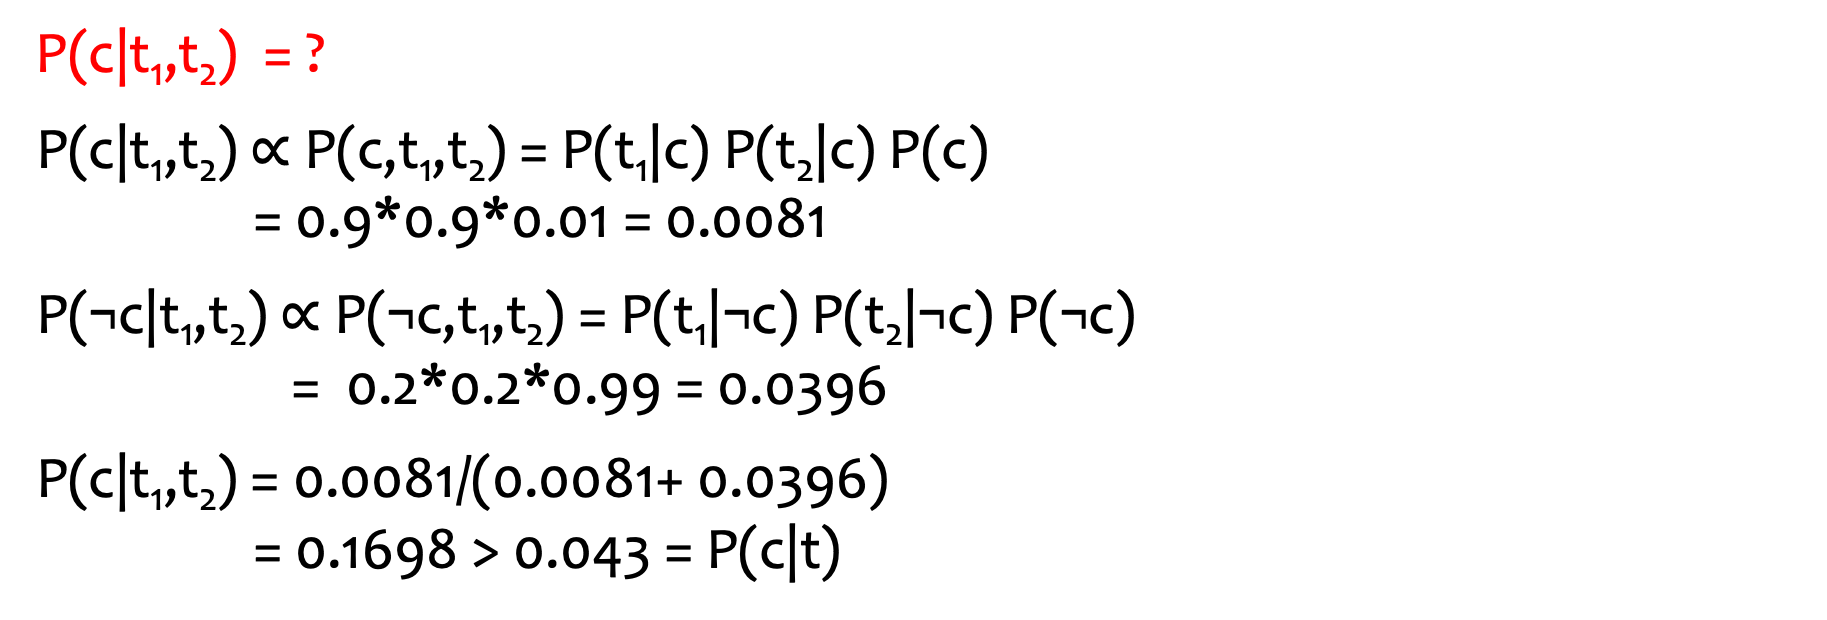 P(c|t₁,t₂) = ?
P(c|t₁,t₂) ∝ P(c,t₁,t₂) = P(t₁|c) P(t₂|c) P(c)
= 0.9*0.9*0.01 = 0.0081
P(¬c|t₁,t₂) ∝ P(¬c,t₁,t₂) = P(t₁|¬c) P(t₂|¬c) P(¬c)
= 0.2*0.2*0.99 = 0.0396
P(c|t₁,t₂) = 0.0081/(0.0081+ 0.0396)
= 0.1698 > 0.043 = P(c|t)